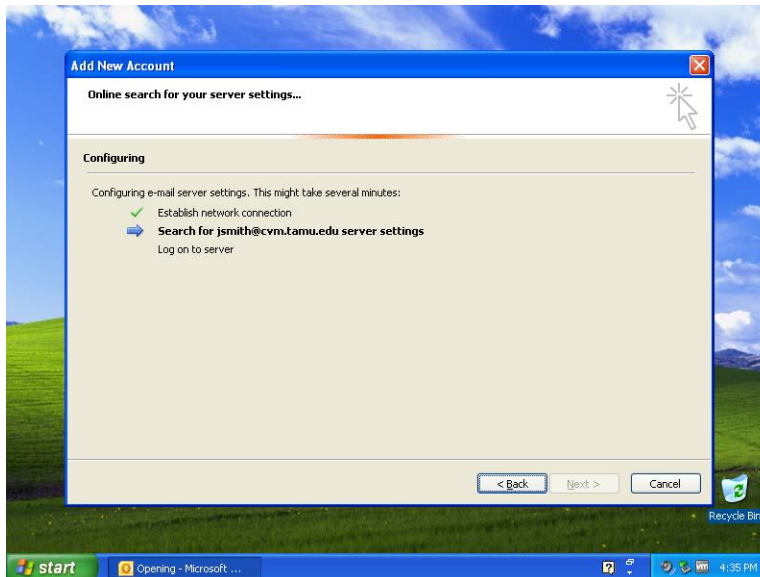 Add New Account
Online search for your server settings...
Configuring
Configuring e-mail server settings. This might take several minutes:
Establish network connection
Search for jsmith@cvm.tamu.edu server settings
Log on to server
< Back Next > Cancel
Recycle Bin
start Opening - Microsoft ... 4:35 PM